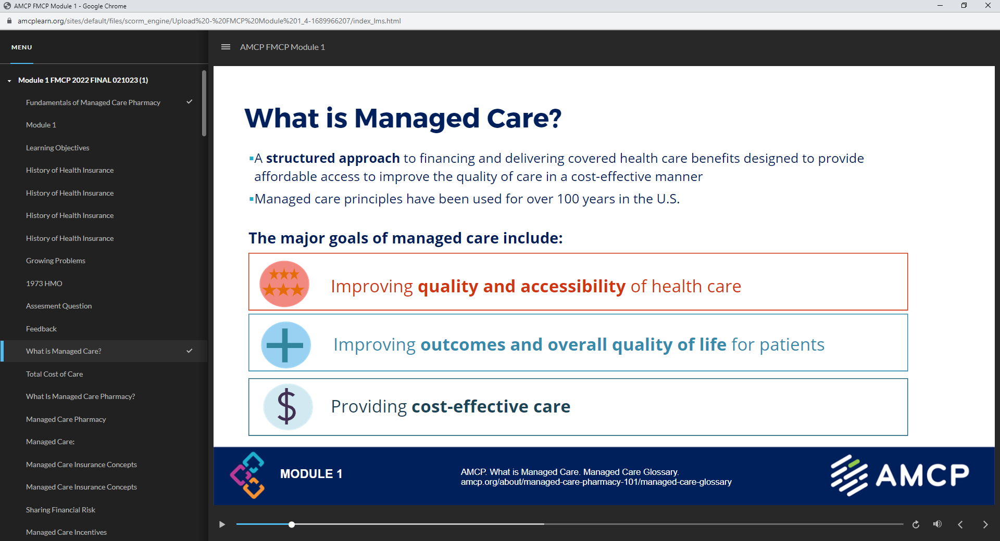 AMCP FMCP Module 1 - Google Chrome
amcplearn.org/sites/default/files/scorm_engine/Upload%20-%20FMCP%20Module%201_4-1689966207/index_lms.html
MENU
Module 1 FMCP 2022 FINAL 021023 (1)
Fundamentals of Managed Care Pharmacy
Module 1
Learning Objectives
History of Health Insurance
History of Health Insurance
History of Health Insurance
History of Health Insurance
Growing Problems
1973 HMO
Assesment Question
Feedback
What is Managed Care?
Total Cost of Care
What Is Managed Care Pharmacy?
Managed Care Pharmacy
Managed Care:
Managed Care Insurance Concepts
Managed Care Insurance Concepts
Sharing Financial Risk
Managed Care Incentives
AMCP FMCP Module 1
What is Managed Care?
▪A structured approach to financing and delivering covered health care benefits designed to provide
affordable access to improve the quality of care in a cost-effective manner
▪Managed care principles have been used for over 100 years in the U.S.
The major goals of managed care include:
Improving quality and accessibility of health care
Improving outcomes and overall quality of life for patients
$
Providing cost-effective care
MODULE 1
AMCP. What is Managed Care. Managed Care Glossary.
amcp.org/about/managed-care-pharmacy-101/managed-care-glossary
AMCP